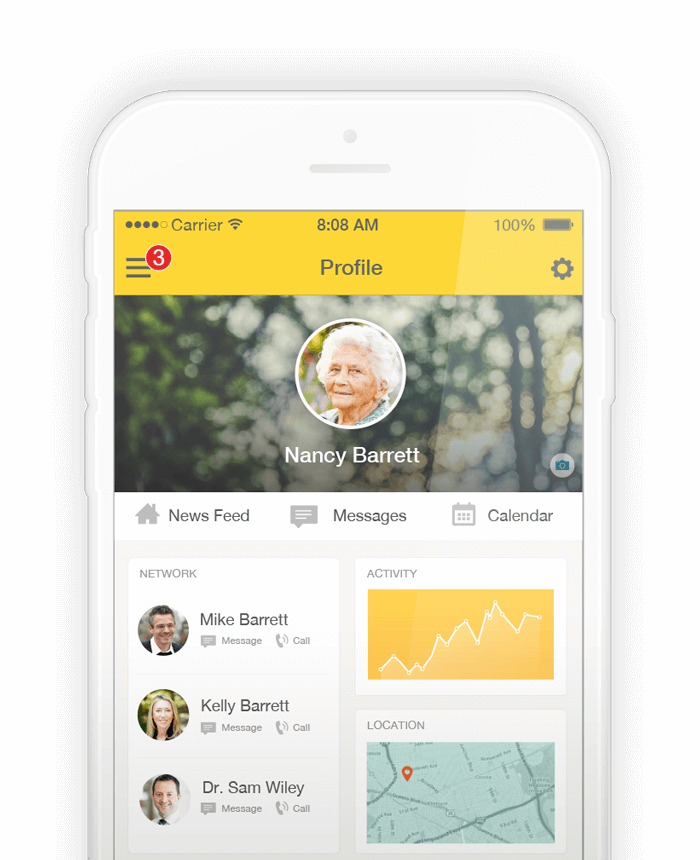 Carrier 8:08 AM 100%
3
Profile
Nancy Barrett
News Feed Messages Calendar
NETWORK
Mike Barrett
Message Call
Kelly Barrett
Message Call
Dr. Sam Wiley
Message Call
ACTIVITY
LOCATION